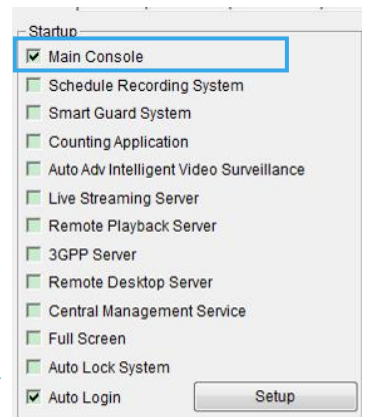 Startup
Main Console
Schedule Recording System
Smart Guard System
Counting Application
Auto Adv Intelligent Video Surveillance
Live Streaming Server
Remote Playback Server
3GPP Server
Remote Desktop Server
Central Management Service
Full Screen
Auto Lock System
Auto Login Setup